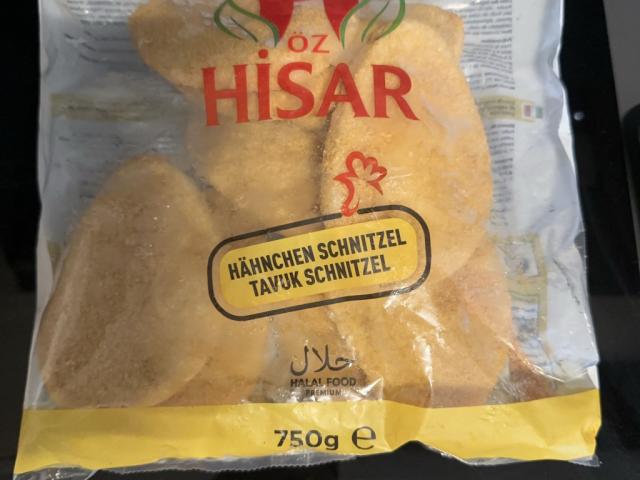 ÖZ
HİSAR
HÄHNCHEN SCHNITZEL
TAVUK SCHNITZEL
حلال
HALAL FOOD
PREMIUM
750g ℮